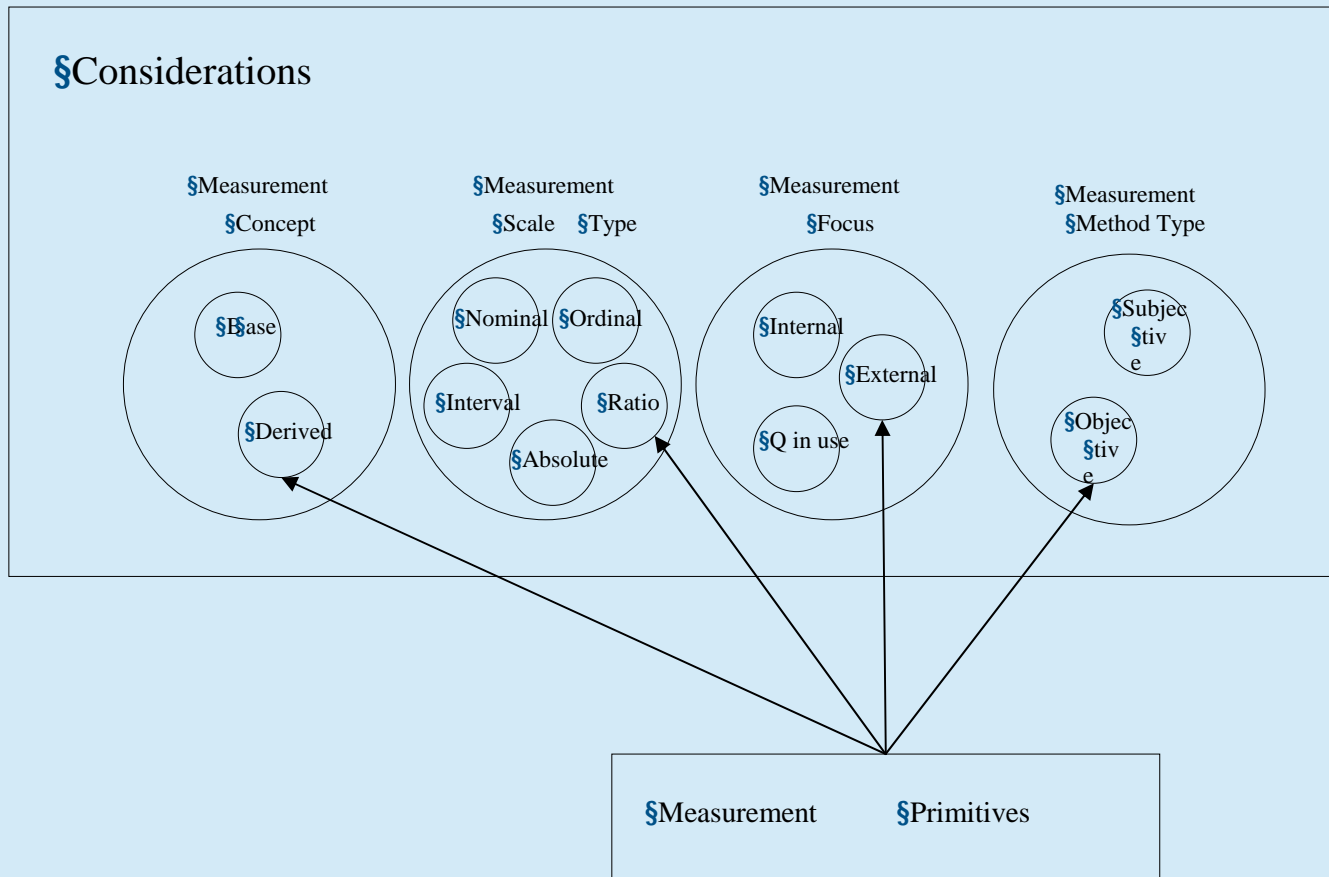 §Considerations
§Measurement
§Concept
§Measurement
§Scale §Type
§Measurement
§Focus
§Measurement
§Method Type
§B§ase
§Derived
§Nominal §Ordinal
§Interval §Ratio
§Absolute
§Internal
§External
§Q in use
§Subjec
§tiv
e
§Objec
§tiv
e
§Measurement §Primitives